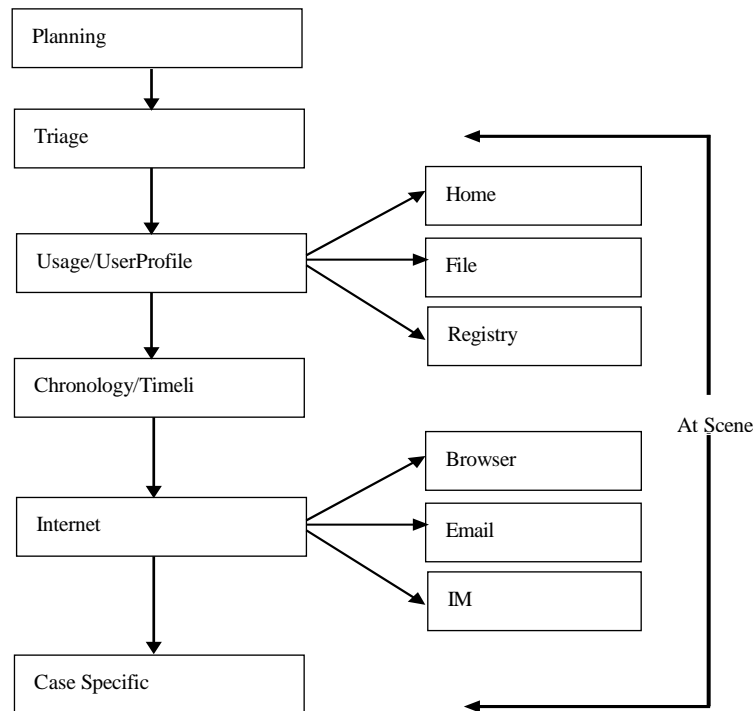 Planning
Triage
Home
Usage/UserProfile
File
Registry
Chronology/Timeli
At Scene
Browser
Internet
Email
IM
Case Specific